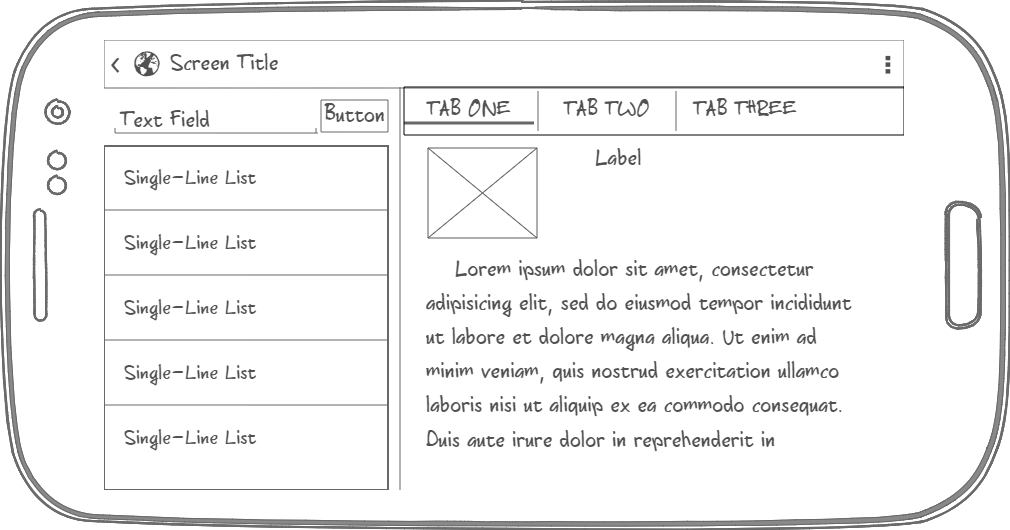 Screen Title
Text Field
Button
Single-Line List
Single-Line List
Single-Line List
Single-Line List
Single-Line List
TAB ONE
TAB TWO
TAB THREE
Label
Lorem ipsum dolor sit amet, consectetur
adipisicing elit, sed do eiusmod tempor incididunt
ut labore et dolore magna aliqua. Ut enim ad
minim veniam, quis nostrud exercitation ullamco
laboris nisi ut aliquip ex ea commodo consequat.
Duis aute irure dolor in reprehenderit in